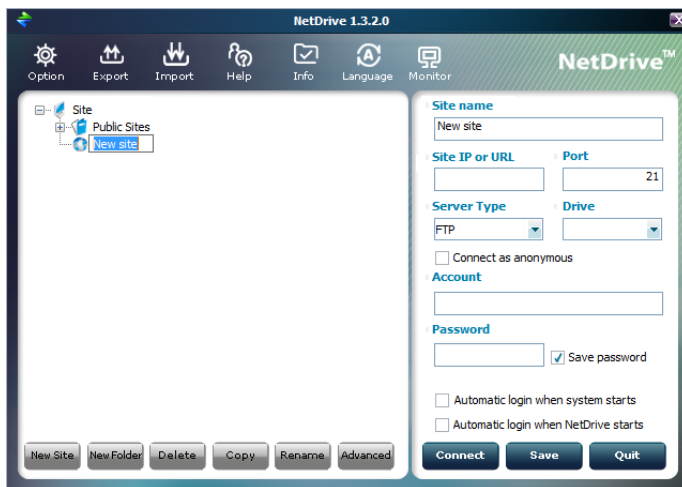 NetDrive 1.3.2.0
Option Export Import Help Info Language Monitor
NetDrive™
Site
Public Sites
New site
New Site New Folder Delete Copy Rename Advanced
Site name
New site
Site IP or URL Port
21
Server Type Drive
FTP
Connect as anonymous
Account
Password
Save password
Automatic login when system starts
Automatic login when NetDrive starts
Connect Save Quit